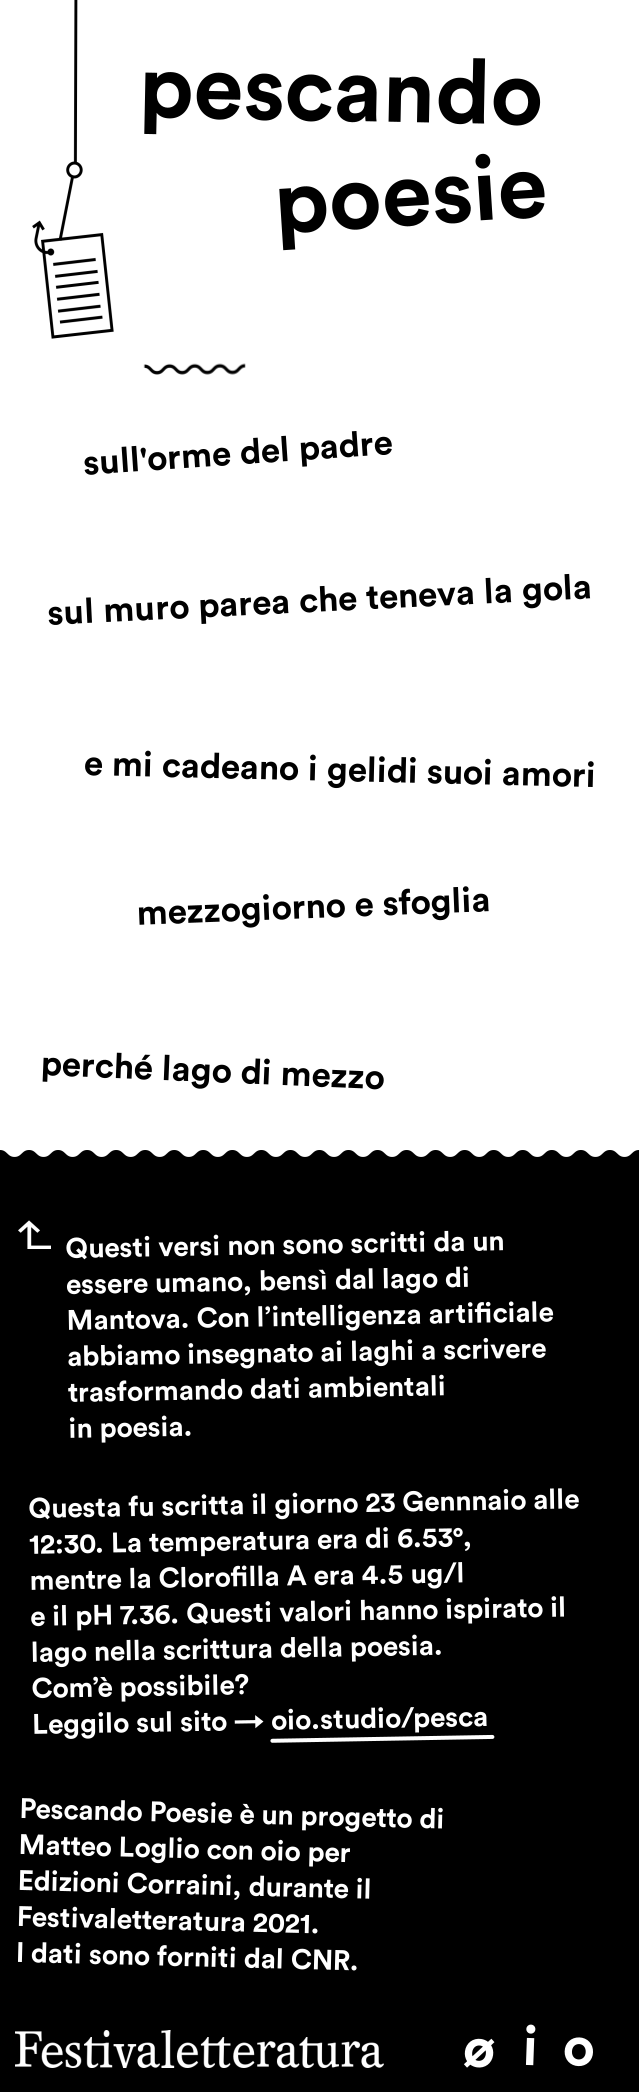 pescando
poesie
sull'orme del padre
sul muro parea che teneva la gola
e mi cadeano i gelidi suoi amori
mezzogiorno e sfoglia
perché lago di mezzo
Questi versi non sono scritti da un
essere umano, bensì dal lago di
Mantova. Con l’intelligenza artificiale
abbiamo insegnato ai laghi a scrivere
trasformando dati ambientali
in poesia.
Questa fu scritta il giorno 23 Gennnaio alle
12:30. La temperatura era di 6.53°,
mentre la Clorofilla A era 4.5 ug/l
e il pH 7.36. Questi valori hanno ispirato il
lago nella scrittura della poesia.
Com’è possibile?
Leggilo sul sito → oio.studio/pesca
Pescando Poesie è un progetto di
Matteo Loglio con oio per
Edizioni Corraini, durante il
Festivaletteratura 2021.
I dati sono forniti dal CNR.
Festivaletteratura ø i o